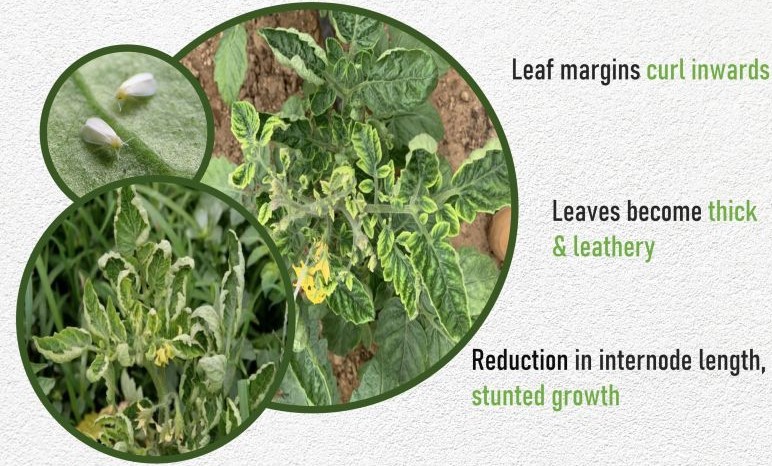 Leaf margins curl inwards
Leaves become thick
& leathery
Reduction in internode length,
stunted growth